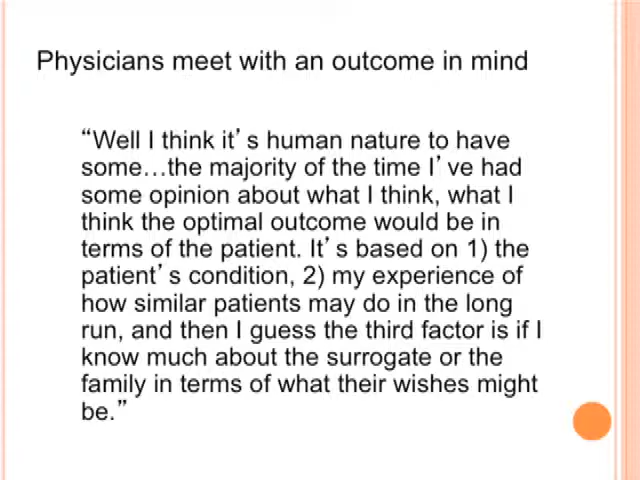 Physicians meet with an outcome in mind
“Well I think it’s human nature to have
some…the majority of the time I’ve had
some opinion about what I think, what I
think the optimal outcome would be in
terms of the patient. It’s based on 1) the
patient’s condition, 2) my experience of
how similar patients may do in the long
run, and then I guess the third factor is if I
know much about the surrogate or the
family in terms of what their wishes might
be.”